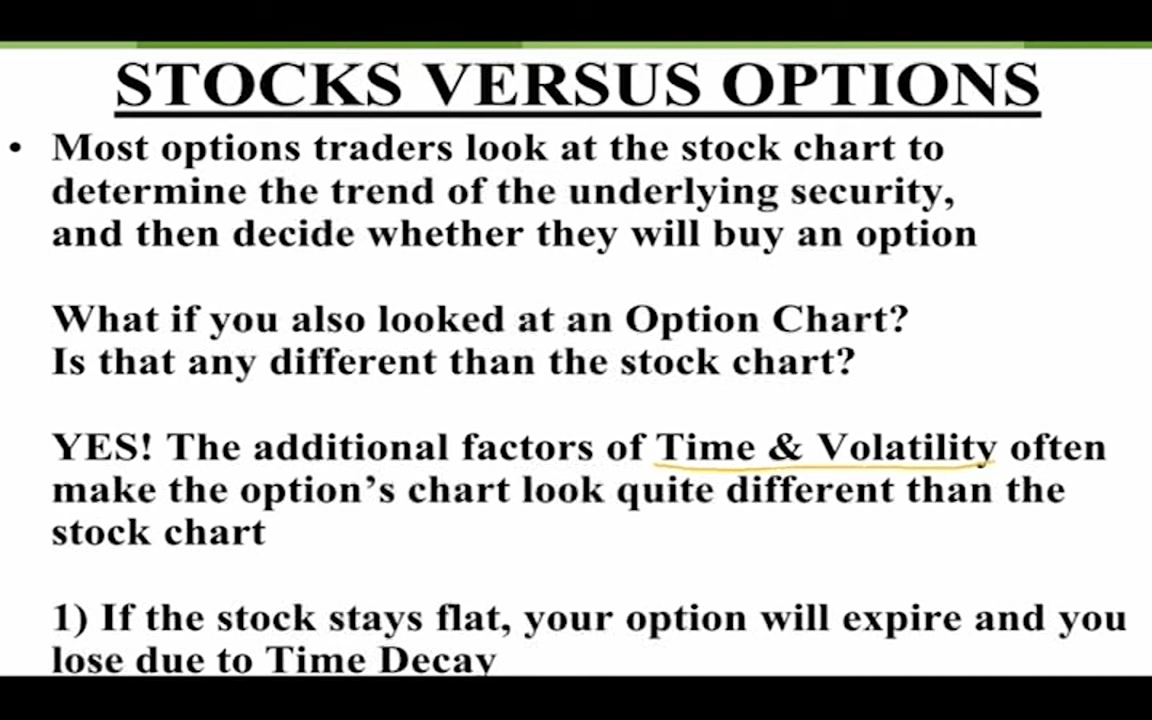 STOCKS VERSUS OPTIONS
• Most options traders look at the stock chart to
determine the trend of the underlying security,
and then decide whether they will buy an option
What if you also looked at an Option Chart?
Is that any different than the stock chart?
YES! The additional factors of Time & Volatility often
make the option’s chart look quite different than the
stock chart
1) If the stock stays flat, your option will expire and you
lose due to Time Decay